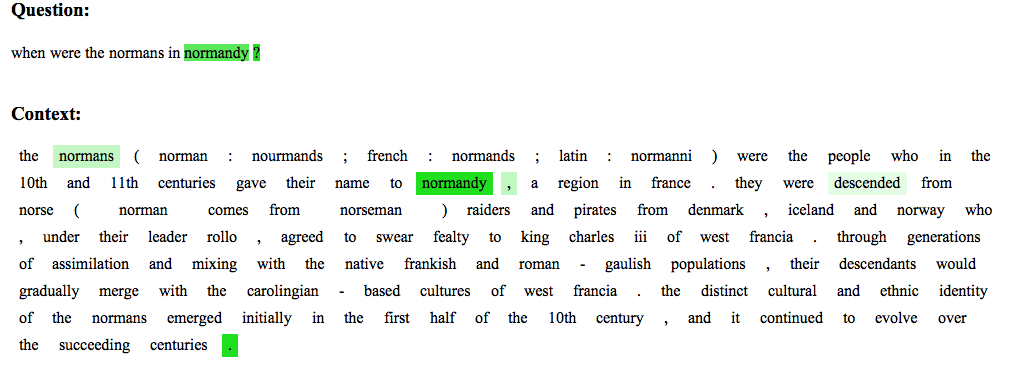 Question:
when were the normans in normandy ?
Context:
the normans ( norman : nourmands ; french : normands ; latin : normanni ) were the people who in the
10th and 11th centuries gave their name to normandy , a region in france . they were descended from
norse ( norman comes from norseman ) raiders and pirates from denmark , iceland and norway who
, under their leader rollo , agreed to swear fealty to king charles iii of west francia . through generations
of assimilation and mixing with the native frankish and roman - gaulish populations , their descendants would
gradually merge with the carolingian - based cultures of west francia . the distinct cultural and ethnic identity
of the normans emerged initially in the first half of the 10th century , and it continued to evolve over
the succeeding centuries .